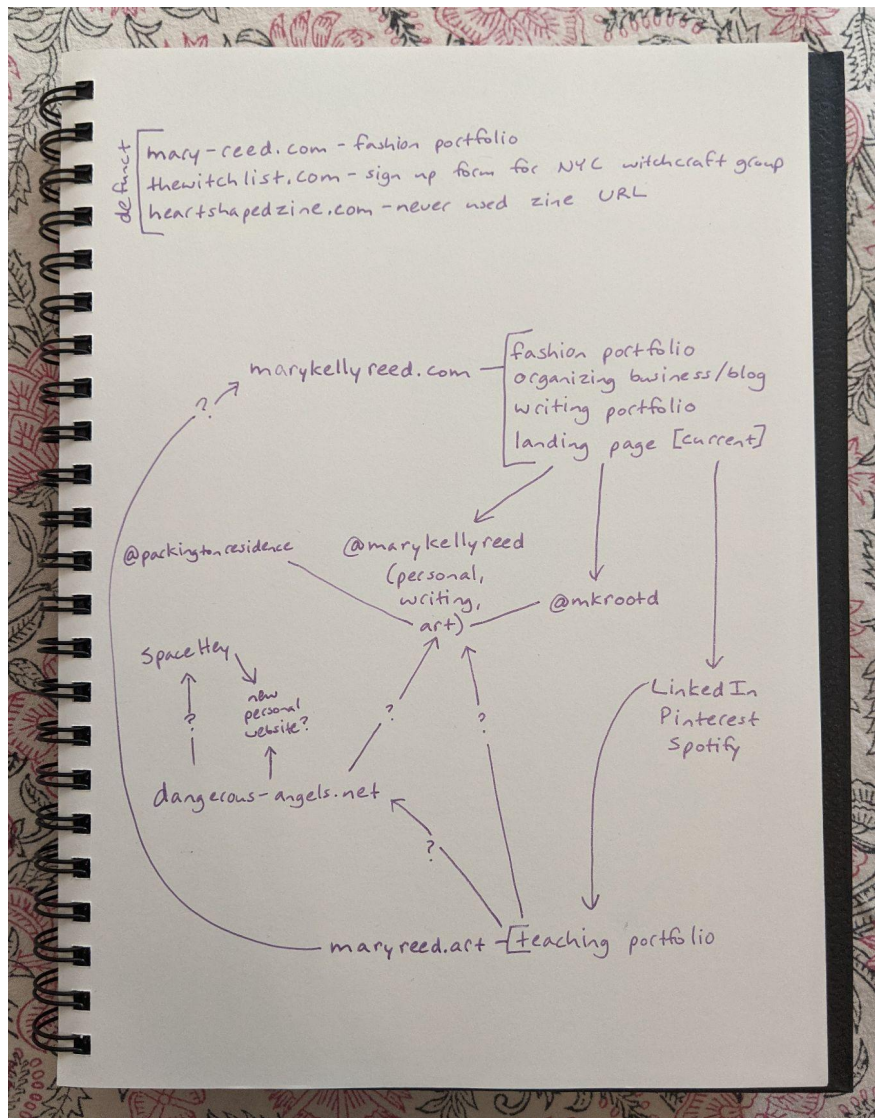 defunct
mary-reed.com - fashion portfolio
thewitchlist.com - sign up form for NYC witchcraft group
heartshapedzine.com - never used zine URL
marykellyreed.com
fashion portfolio
organizing business/blog
writing portfolio
landing page [current]
?
@packingtonresidence
@marykellyreed
(personal,
writing,
art)
@mkrootd
SpaceHey
new
personal
website?
?
?
?
LinkedIn
Pinterest
Spotify
dangerous-angels.net
?
maryreed.art - [teaching portfolio